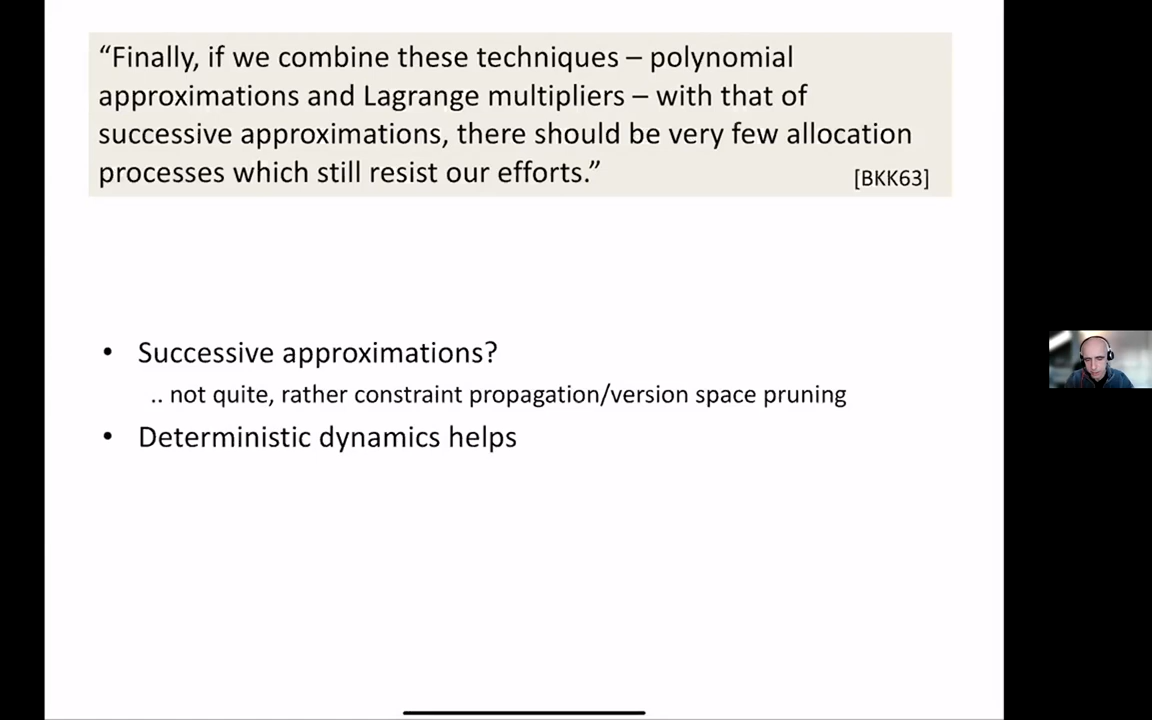 “Finally, if we combine these techniques – polynomial
approximations and Lagrange multipliers – with that of
successive approximations, there should be very few allocation
processes which still resist our efforts.”
[BKK63]
• Successive approximations?
.. not quite, rather constraint propagation/version space pruning
• Deterministic dynamics helps